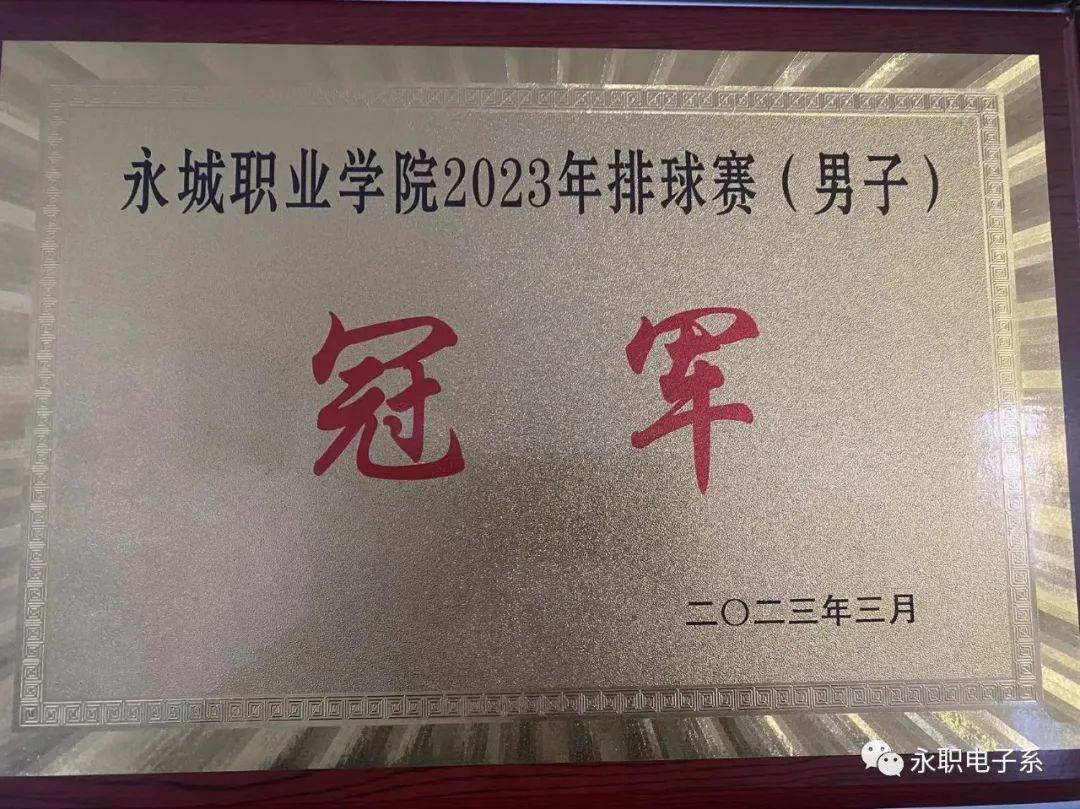 永城职业学院2023年排球赛（男子）
冠军
二〇二三年三月
永职电子系